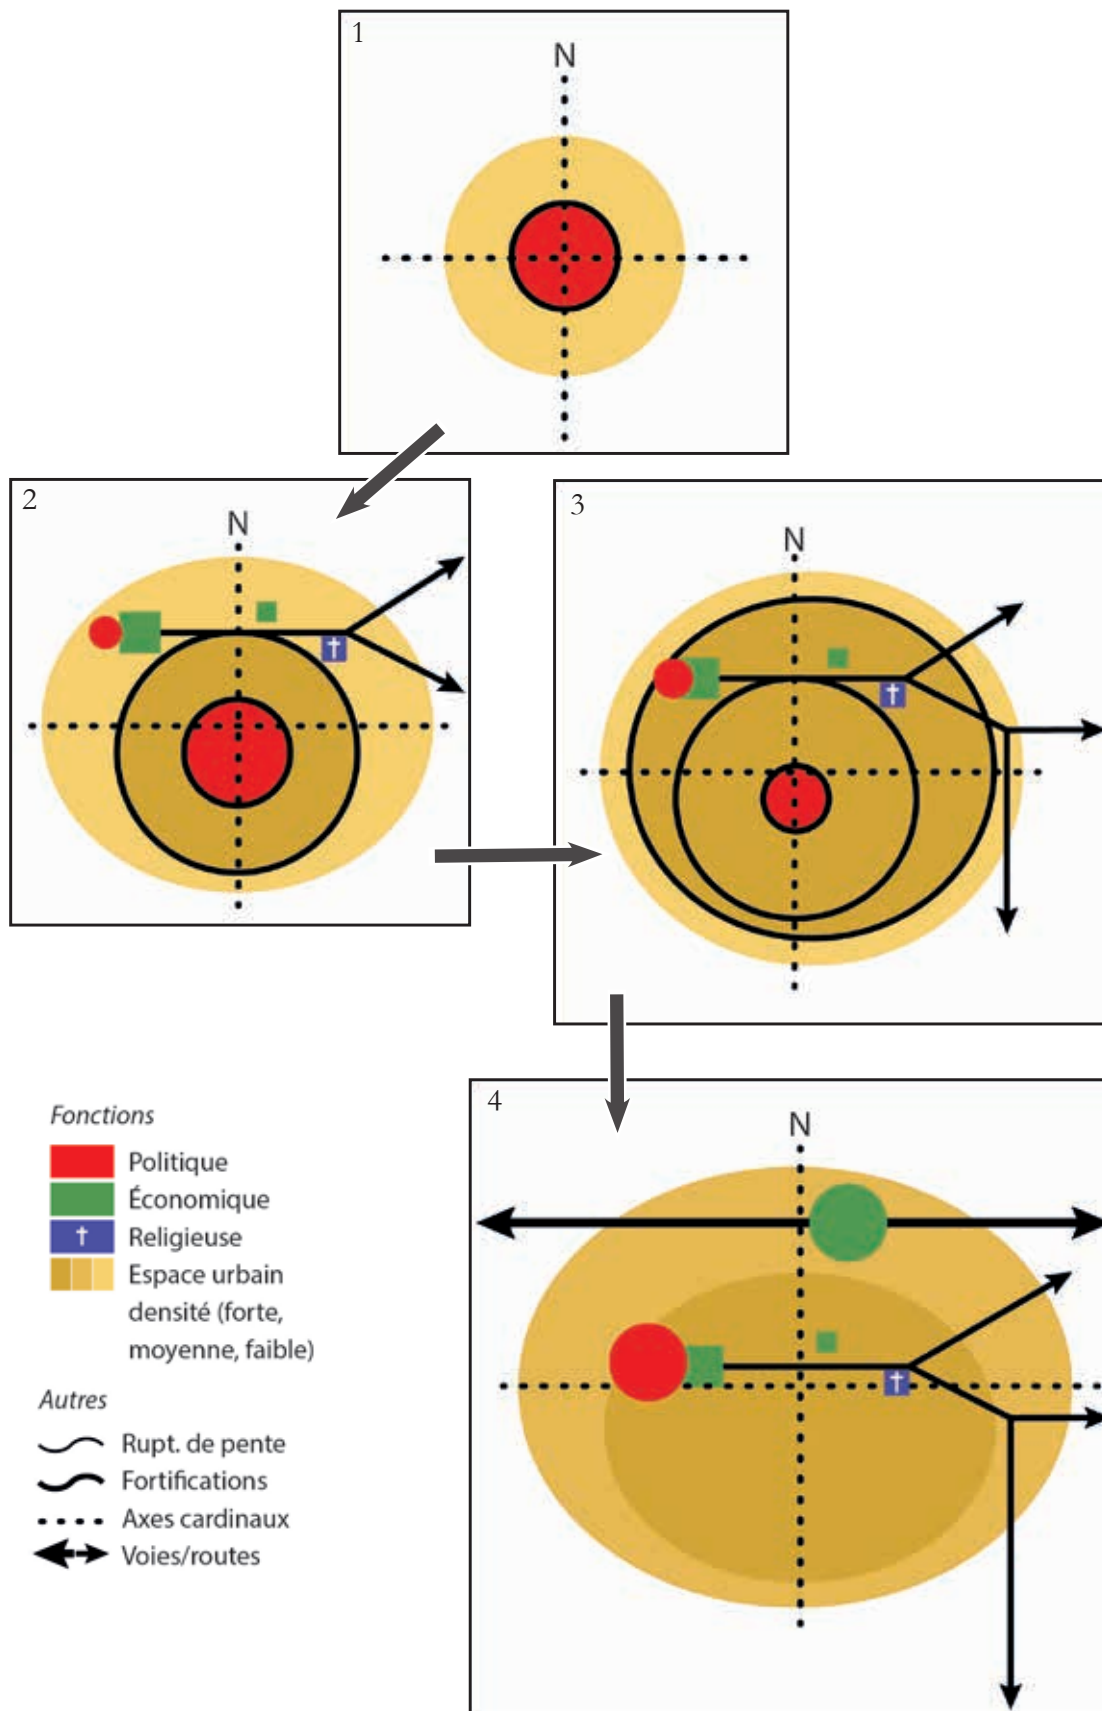 1
N
2
N
3
N
4
N
Fonctions
Politique
Économique
Religieuse
Espace urbain
densité (forte,
moyenne, faible)
Autres
Rupt. de pente
Fortifications
Axes cardinaux
Voies/routes